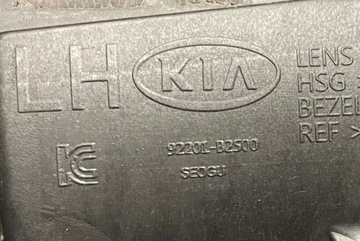 LH KIA LENS
HSG
BEZEL
REF >
92201-B2500
SEOGU